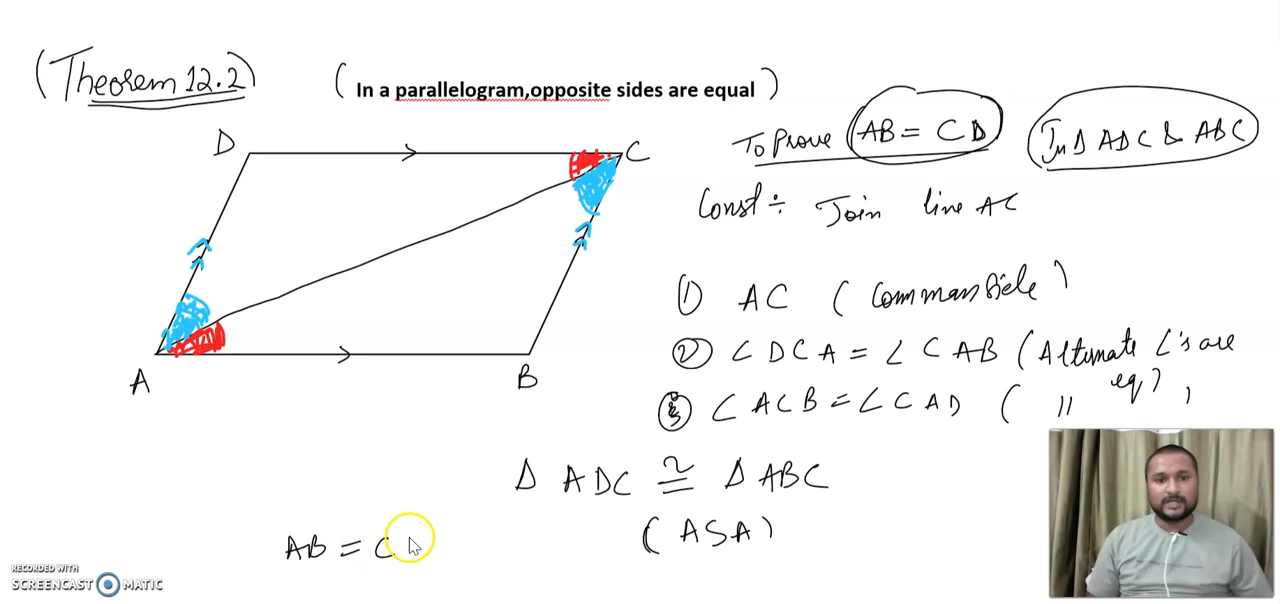 (Theorem 12.2)
( In a parallelogram,opposite sides are equal )
To Prove AB = CD
In Δ ADC & ABC
D
C
Const ÷ Join line AC
A
B
① AC ( Common Side )
② ∠DCA = ∠CAB ( Alternate ∠'s are eq )
③ ∠ACB = ∠CAD ( 〃 )
Δ ADC ≅ Δ ABC
( ASA )
AB = C
RECORDED WITH
SCREENCAST MATIC